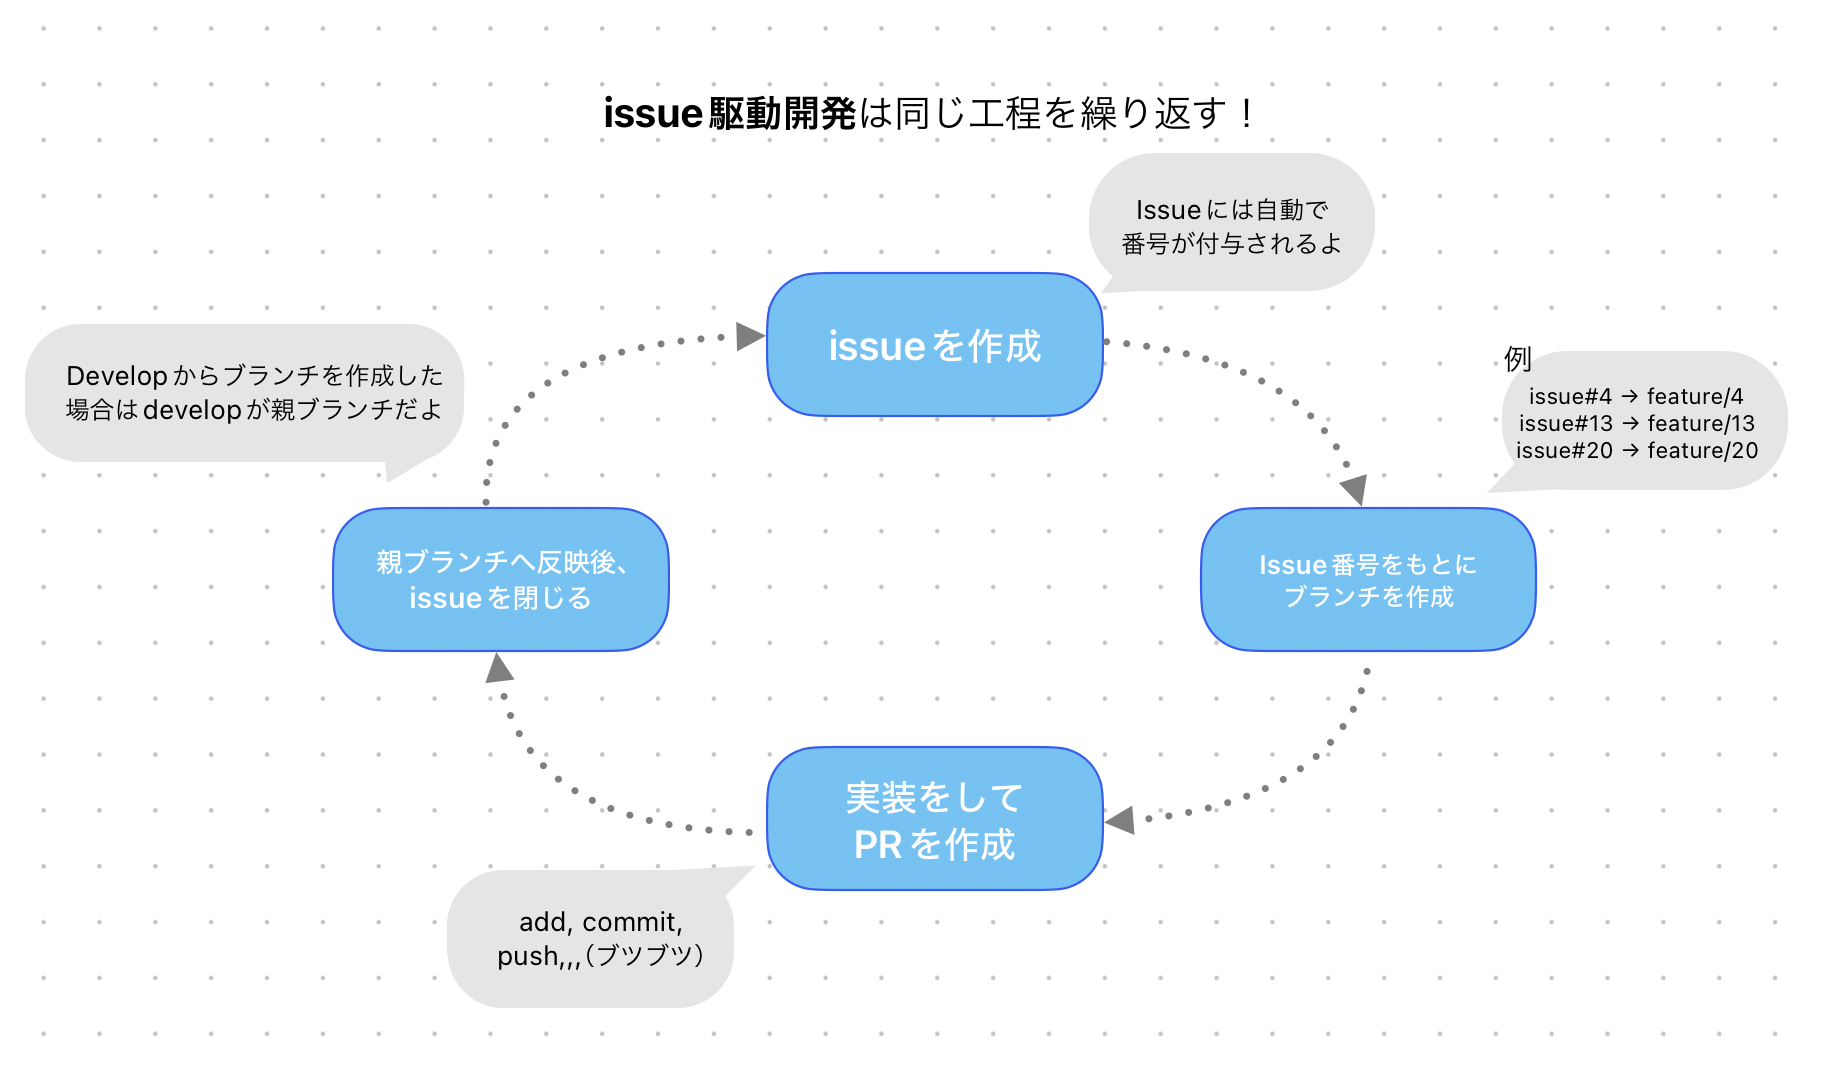 issue駆動開発は同じ工程を繰り返す！
Issueには自動で
番号が付与されるよ
issueを作成
例
issue#4 → feature/4
issue#13 → feature/13
issue#20 → feature/20
Issue番号をもとに
ブランチを作成
実装をして
PRを作成
add, commit,
push,,,（ブツブツ）
親ブランチへ反映後、
issueを閉じる
Developからブランチを作成した
場合はdevelopが親ブランチだよ